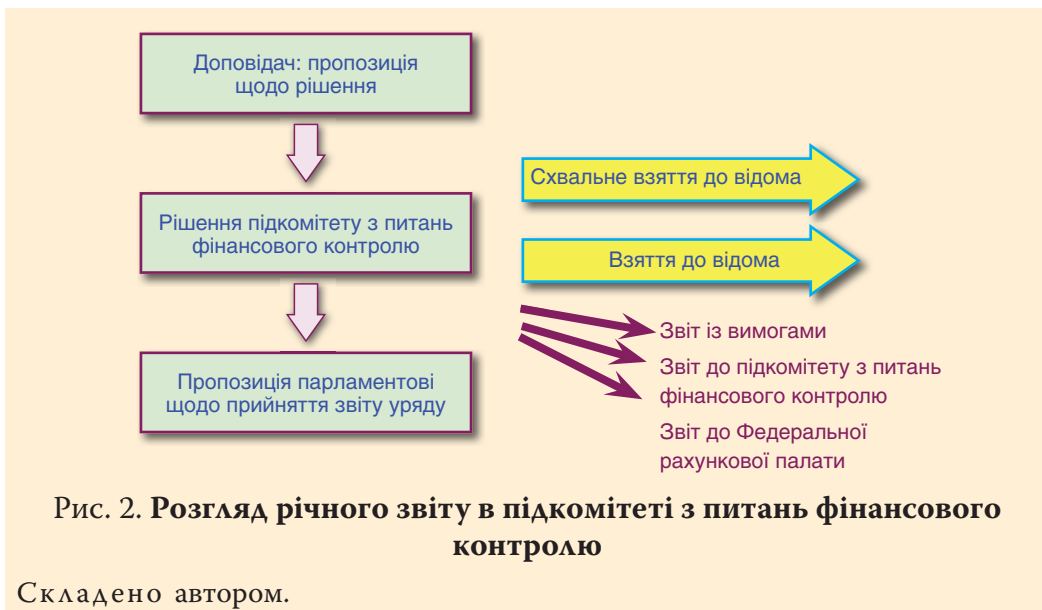 Доповідач: пропозиція
щодо рішення
Рішення підкомітету з питань
фінансового контролю
Пропозиція парламентові
щодо прийняття звіту уряду
Схвальне взяття до відома
Взяття до відома
Звіт із вимогами
Звіт до підкомітету з питань
фінансового контролю
Звіт до Федеральної
рахункової палати
Рис. 2. Розгляд річного звіту в підкомітеті з питань фінансового
контролю
Складено автором.